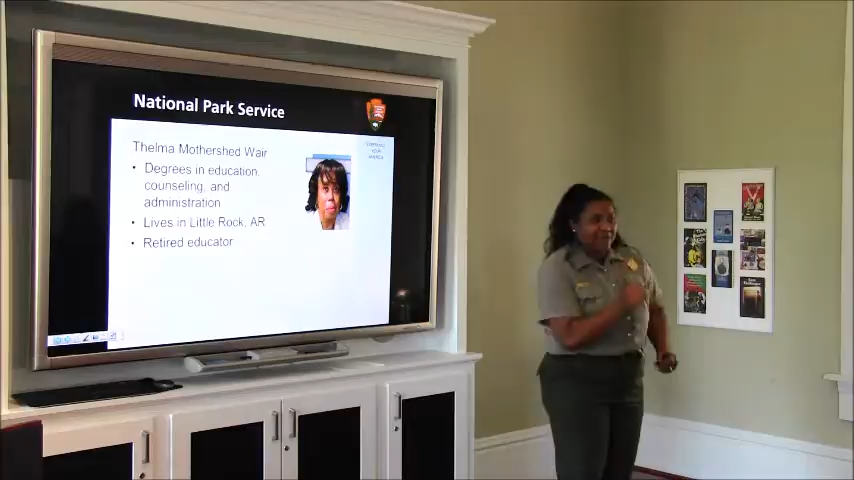 National Park Service
Thelma Mothershed Wair
• Degrees in education,
counseling, and
administration
• Lives in Little Rock, AR
• Retired educator